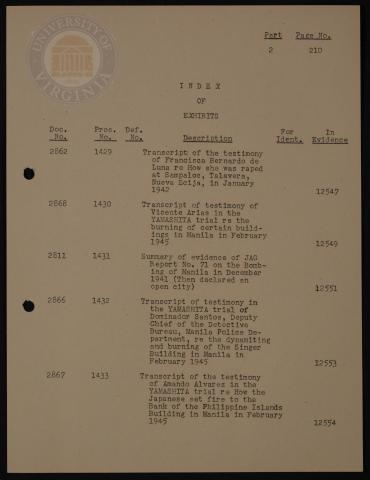 UNIVERSITY OF VIRGINIA
Part Page No.
2 210
I N D E X
OF
EXHIBITS
Doc. Pros. Def. For In
No. No. No. Description Ident. Evidence
2862 1429 Transcript of the testimony
of Francisca Bernardo de
Luna re How she was raped
at Sampaloc, Talavera,
Nueva Ecija, in January
1942 12547
2868 1430 Transcript of testimony of
Vicente Arias in the
YAMASHITA trial re the
burning of certain build-
ings in Manila in February
1945 12549
2811 1431 Summary of evidence of JAG
Report No. 71 on the Bomb-
ing of Manila in December
1941 (Then declared an
open city) 12551
2866 1432 Transcript of testimony in
the YAMASHITA trial of
Dominador Santos, Deputy
Chief of the Detective
Bureau, Manila Police De-
partment, re the dynamiting
and burning of the Singer
Building in Manila in
February 1945 12553
2867 1433 Transcript of the testimony
of Amando Alvarez in the
YAMASHITA trial re How the
Japanese set fire to the
Bank of the Philippine Islands
Building in Manila in February
1945 12554